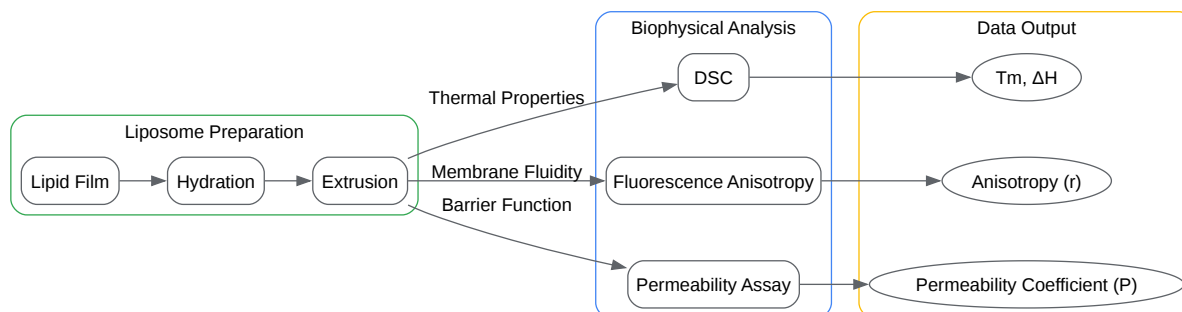 Biophysical Analysis
Data Output
DSC
Tm, ΔH
Thermal Properties
Liposome Preparation
Lipid Film
Hydration
Extrusion
Membrane Fluidity
Fluorescence Anisotropy
Anisotropy (r)
Barrier Function
Permeability Assay
Permeability Coefficient (P)